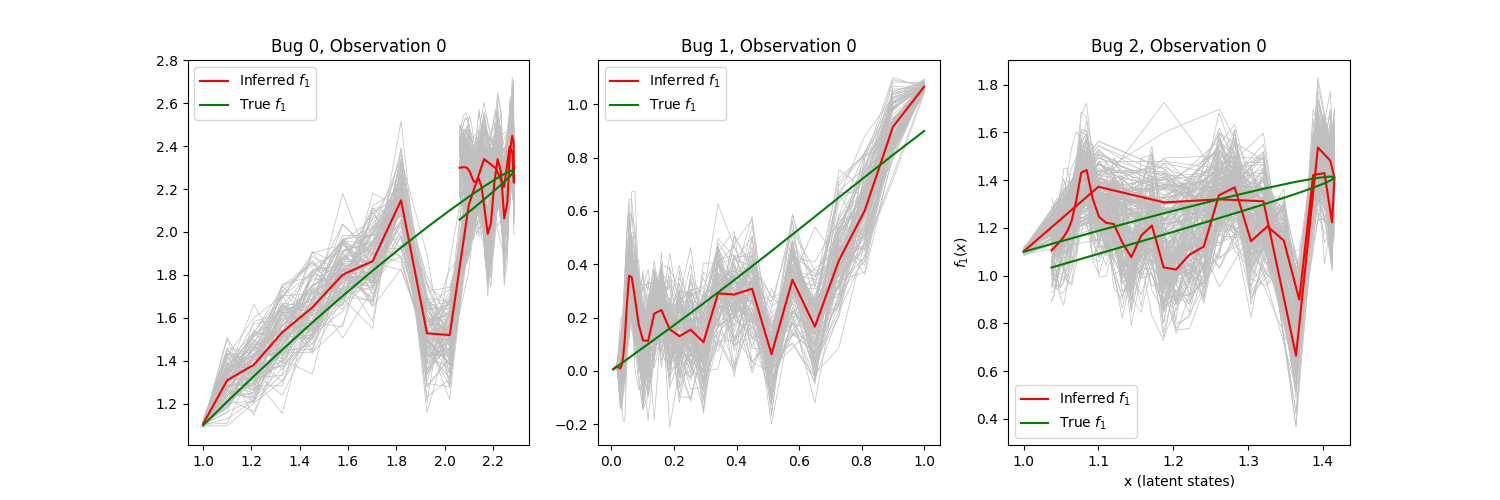 Bug 0, Observation 0
Inferred f₁
True f₁
2.8
2.6
2.4
2.2
2.0
1.8
1.6
1.4
1.2
1.0 1.2 1.4 1.6 1.8 2.0 2.2
Bug 1, Observation 0
Inferred f₁
True f₁
1.0
0.8
0.6
0.4
0.2
0.0
−0.2
0.0 0.2 0.4 0.6 0.8 1.0
Bug 2, Observation 0
f₁(x)
1.8
1.6
1.4
1.2
1.0
0.8
0.6
0.4
Inferred f₁
True f₁
1.0 1.1 1.2 1.3 1.4
x (latent states)